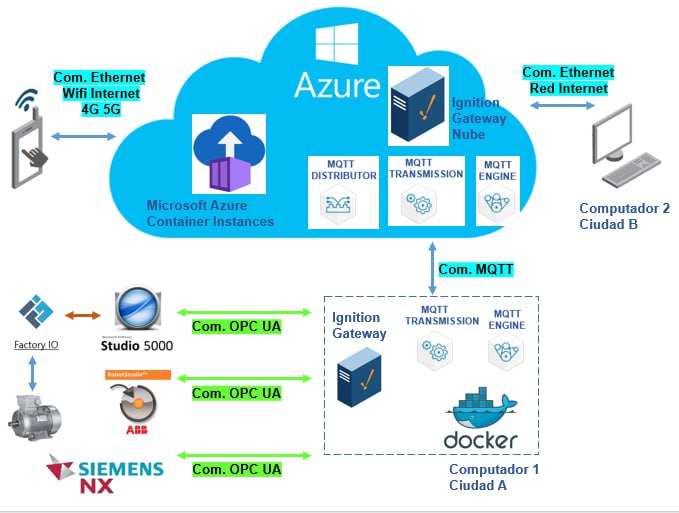 Azure
Com. Ethernet
Wifi Internet
4G 5G
Com. Ethernet
Red Internet
Ignition
Gateway
Nube
MQTT
DISTRIBUTOR
MQTT
TRANSMISSION
MQTT
ENGINE
Microsoft Azure
Container Instances
Computador 2
Ciudad B
Com. MQTT
Factory IO
Studio 5000
Com. OPC UA
Ignition
Gateway
MQTT
TRANSMISSION
MQTT
ENGINE
RobotStudio
ABB
Com. OPC UA
docker
SIEMENS
NX
Com. OPC UA
Computador 1
Ciudad A